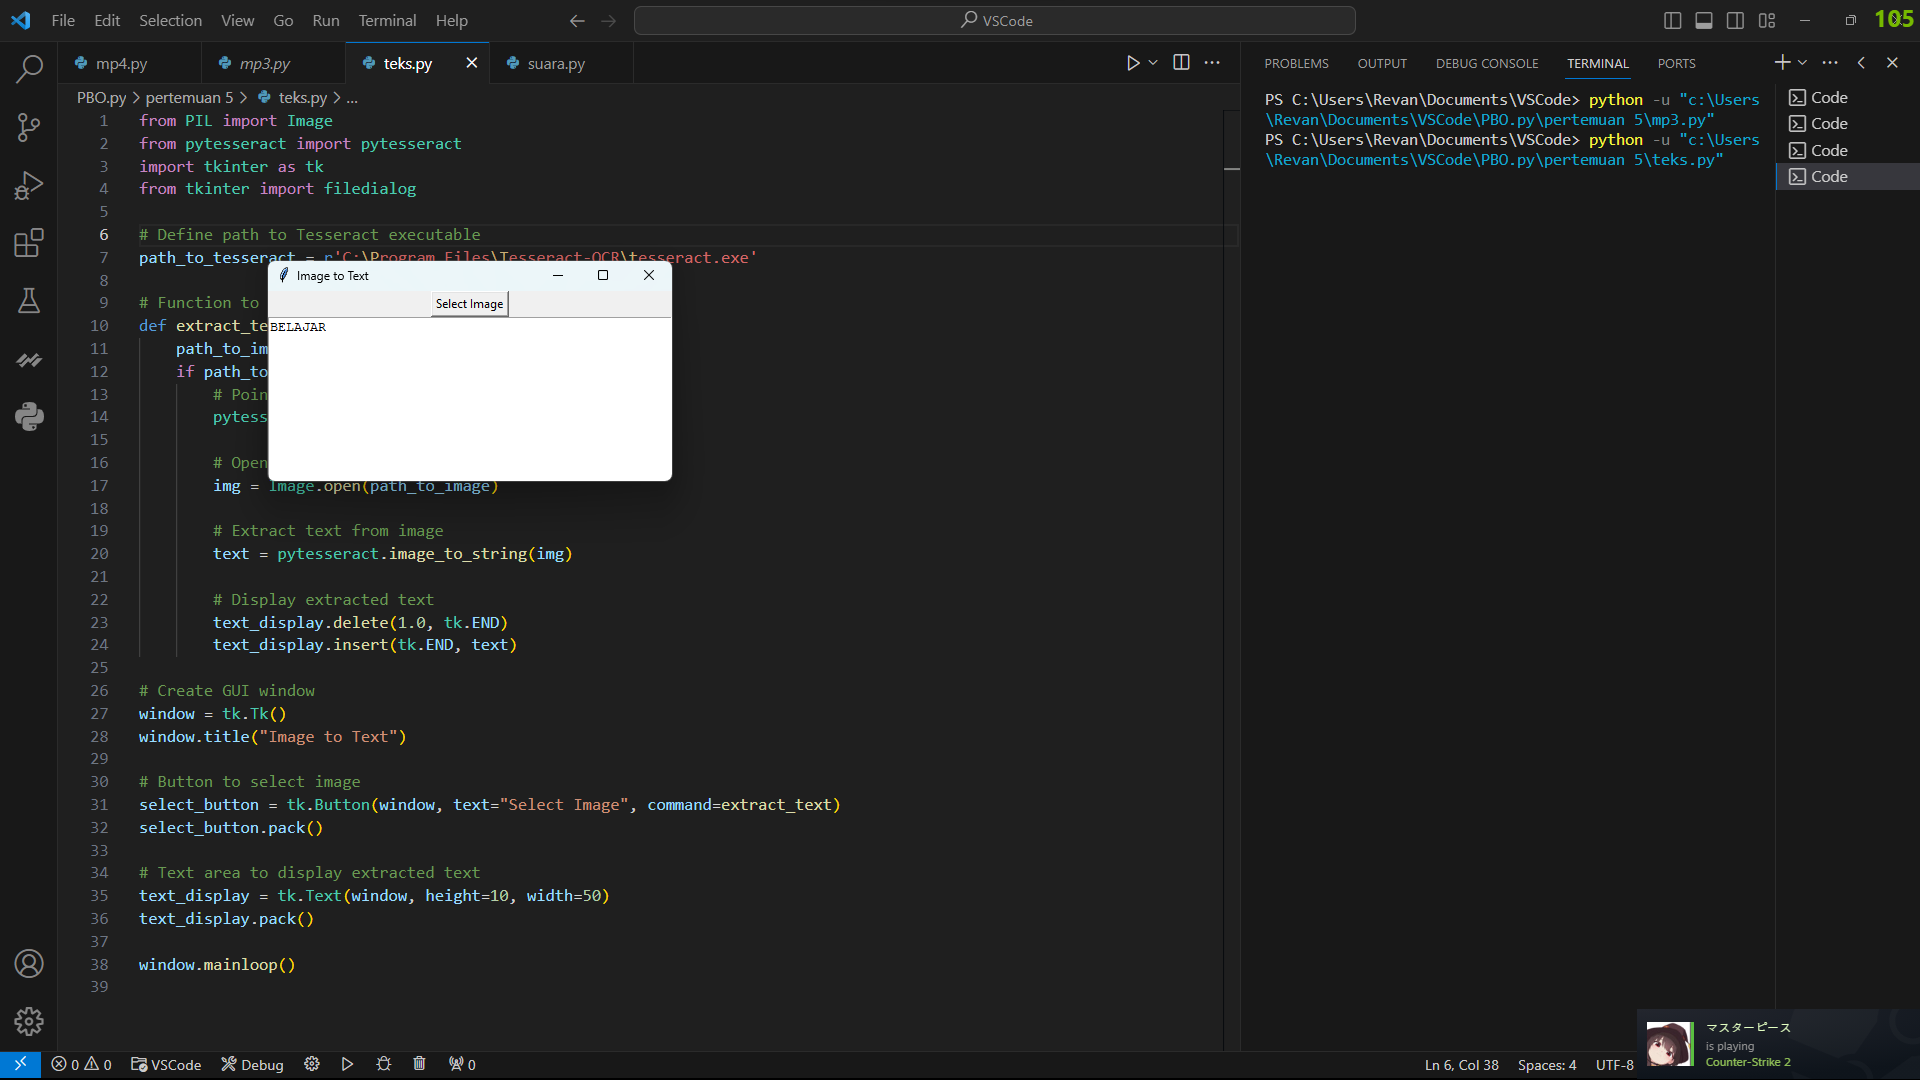 File Edit Selection View Go Run Terminal Help
VSCode
105
mp4.py mp3.py teks.py suara.py
PBO.py > pertemuan 5 > teks.py > ...
1 from PIL import Image
2 from pytesseract import pytesseract
3 import tkinter as tk
4 from tkinter import filedialog
5
6 # Define path to Tesseract executable
7 path_to_tesseract = r'C:\Program Files\Tesseract-OCR\tesseract.exe'
8
9 # Function to
10 def extract_te
11 path_to_im
12 if path_to
13 # Poin
14 pytess
15
16 # Open
17 img = Image.open(path_to_image)
18
19 # Extract text from image
20 text = pytesseract.image_to_string(img)
21
22 # Display extracted text
23 text_display.delete(1.0, tk.END)
24 text_display.insert(tk.END, text)
25
26 # Create GUI window
27 window = tk.Tk()
28 window.title("Image to Text")
29
30 # Button to select image
31 select_button = tk.Button(window, text="Select Image", command=extract_text)
32 select_button.pack()
33
34 # Text area to display extracted text
35 text_display = tk.Text(window, height=10, width=50)
36 text_display.pack()
37
38 window.mainloop()
39
Image to Text
Select Image
BELAJAR
PROBLEMS OUTPUT DEBUG CONSOLE TERMINAL PORTS
PS C:\Users\Revan\Documents\VSCode> python -u "c:\Users
\Revan\Documents\VSCode\PBO.py\pertemuan 5\mp3.py"
PS C:\Users\Revan\Documents\VSCode> python -u "c:\Users
\Revan\Documents\VSCode\PBO.py\pertemuan 5\teks.py"
Code
Code
Code
Code
マスターピース
is playing
Counter-Strike 2
0 0 VSCode Debug 0 Ln 6, Col 38 Spaces: 4 UTF-8